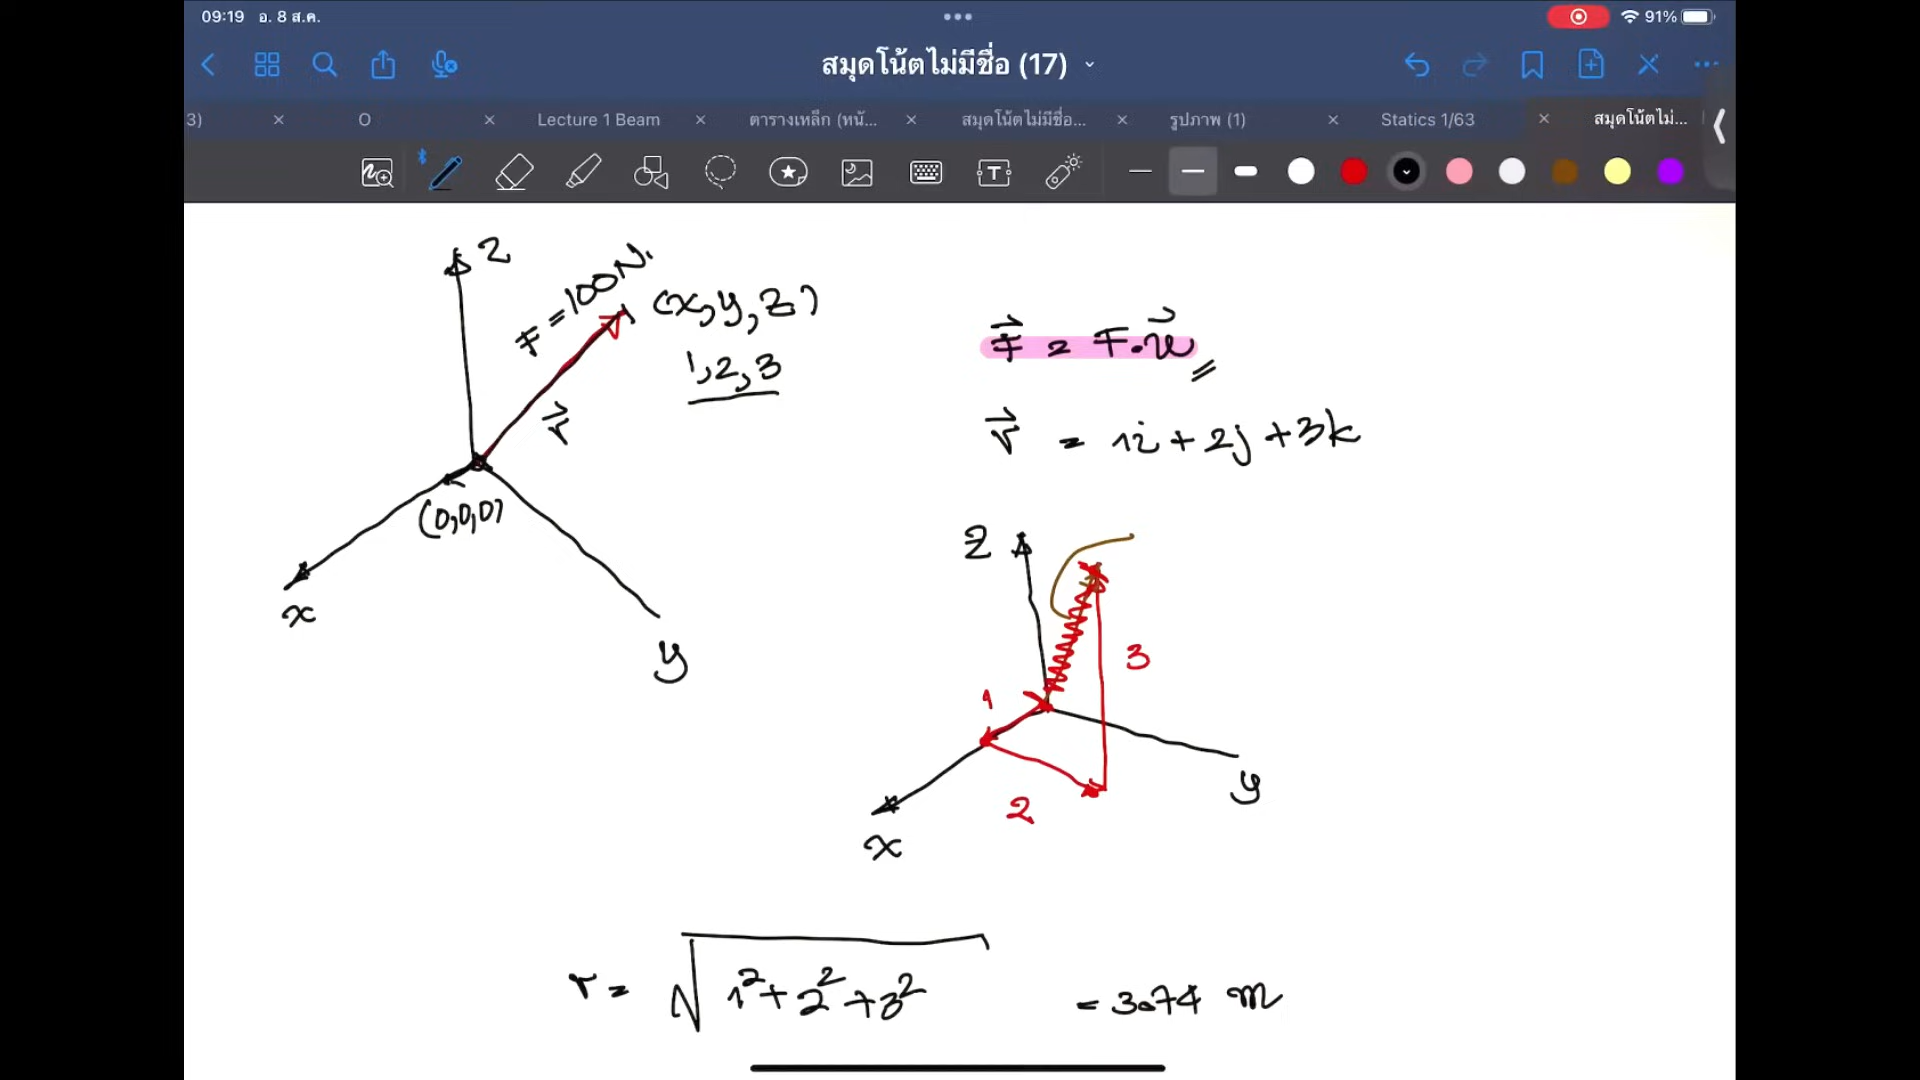 09:19 อ. 8 ส.ค.
91%
สมุดโน้ตไม่มีชื่อ (17)
3)
O
Lecture 1 Beam
ตารางเหล็ก (หนั...
สมุดโน้ตไม่มีชื่อ...
รูปภาพ (1)
Statics 1/63
สมุดโน้ตไม่...
T
z
F = 100 N.
(x,y,z)
1,2,3
r⃗
(0,0,0)
x
y
F⃗ = F·u⃗
r⃗ = 1i + 2j + 3k
z
3
1
2
y
x
r = √1² + 2² + 3² = 3.74 m